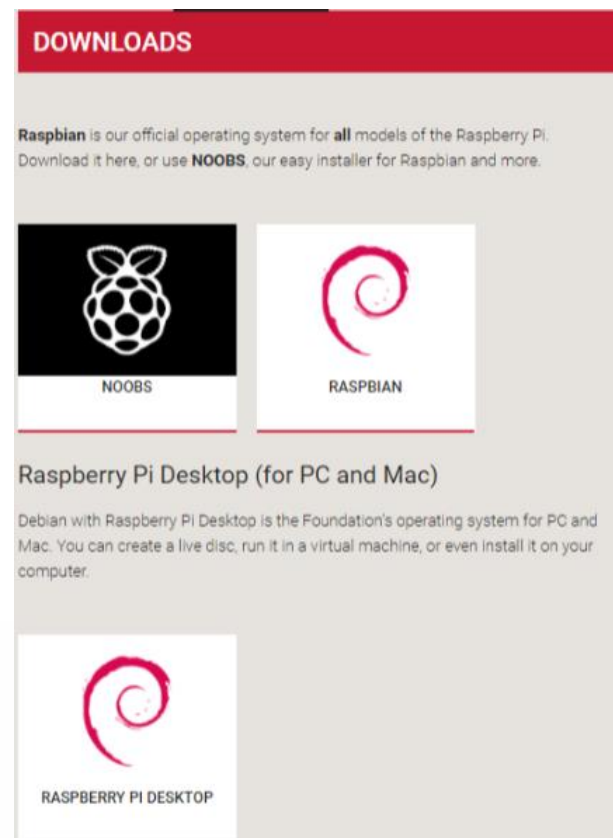 DOWNLOADS
Raspbian is our official operating system for all models of the Raspberry Pi.
Download it here, or use NOOBS, our easy installer for Raspbian and more.
NOOBS
RASPBIAN
Raspberry Pi Desktop (for PC and Mac)
Debian with Raspberry Pi Desktop is the Foundation's operating system for PC and
Mac. You can create a live disc, run it in a virtual machine, or even install it on your
computer.
RASPBERRY PI DESKTOP